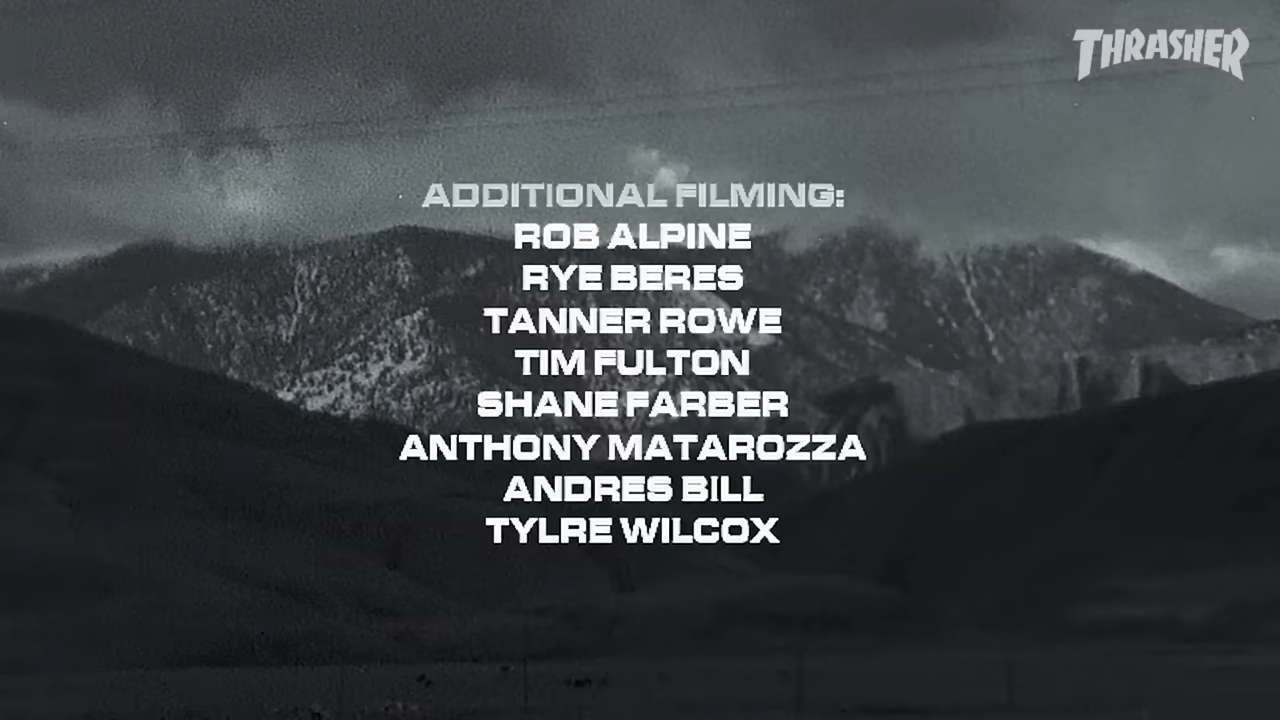 THRASHER
ADDITIONAL FILMING:
ROB ALPINE
RYE BERES
TANNER ROWE
TIM FULTON
SHANE FARBER
ANTHONY MATAROZZA
ANDRES BILL
TYLRE WILCOX